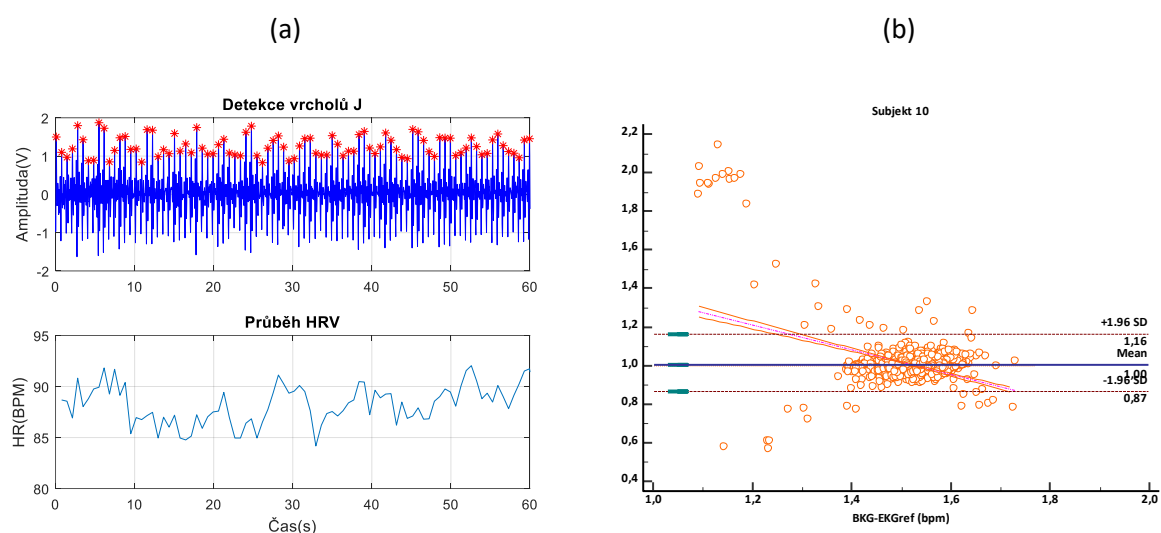 (a)
(b)
Detekce vrcholů J
Amplituda(V)
2
1
0
-1
-2
0 10 20 30 40 50 60
Průběh HRV
HR(BPM)
95
90
85
80
0 10 20 30 40 50 60
Čas(s)
Subjekt 10
2,2
2,0
1,8
1,6
1,4
1,2
1,0
0,8
0,6
0,4
+1.96 SD
1,16
Mean
1.00
-1.96 SD
0,87
1,0 1,2 1,4 1,6 1,8 2,0
BKG-EKGref (bpm)